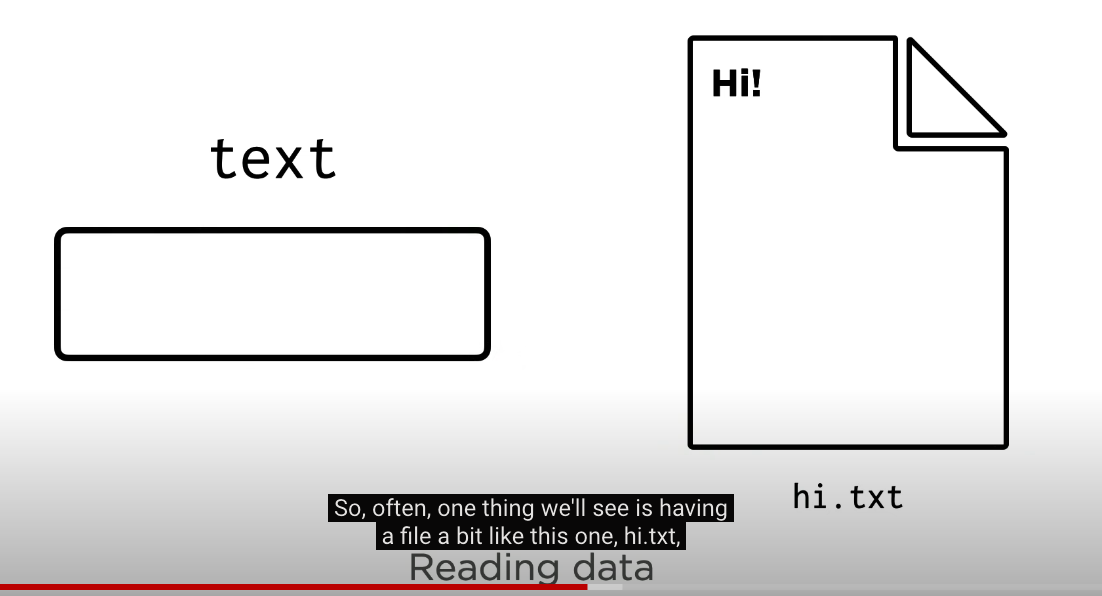 text
Hi!
hi.txt
So, often, one thing we'll see is having
a file a bit like this one, hi.txt,
Reading data